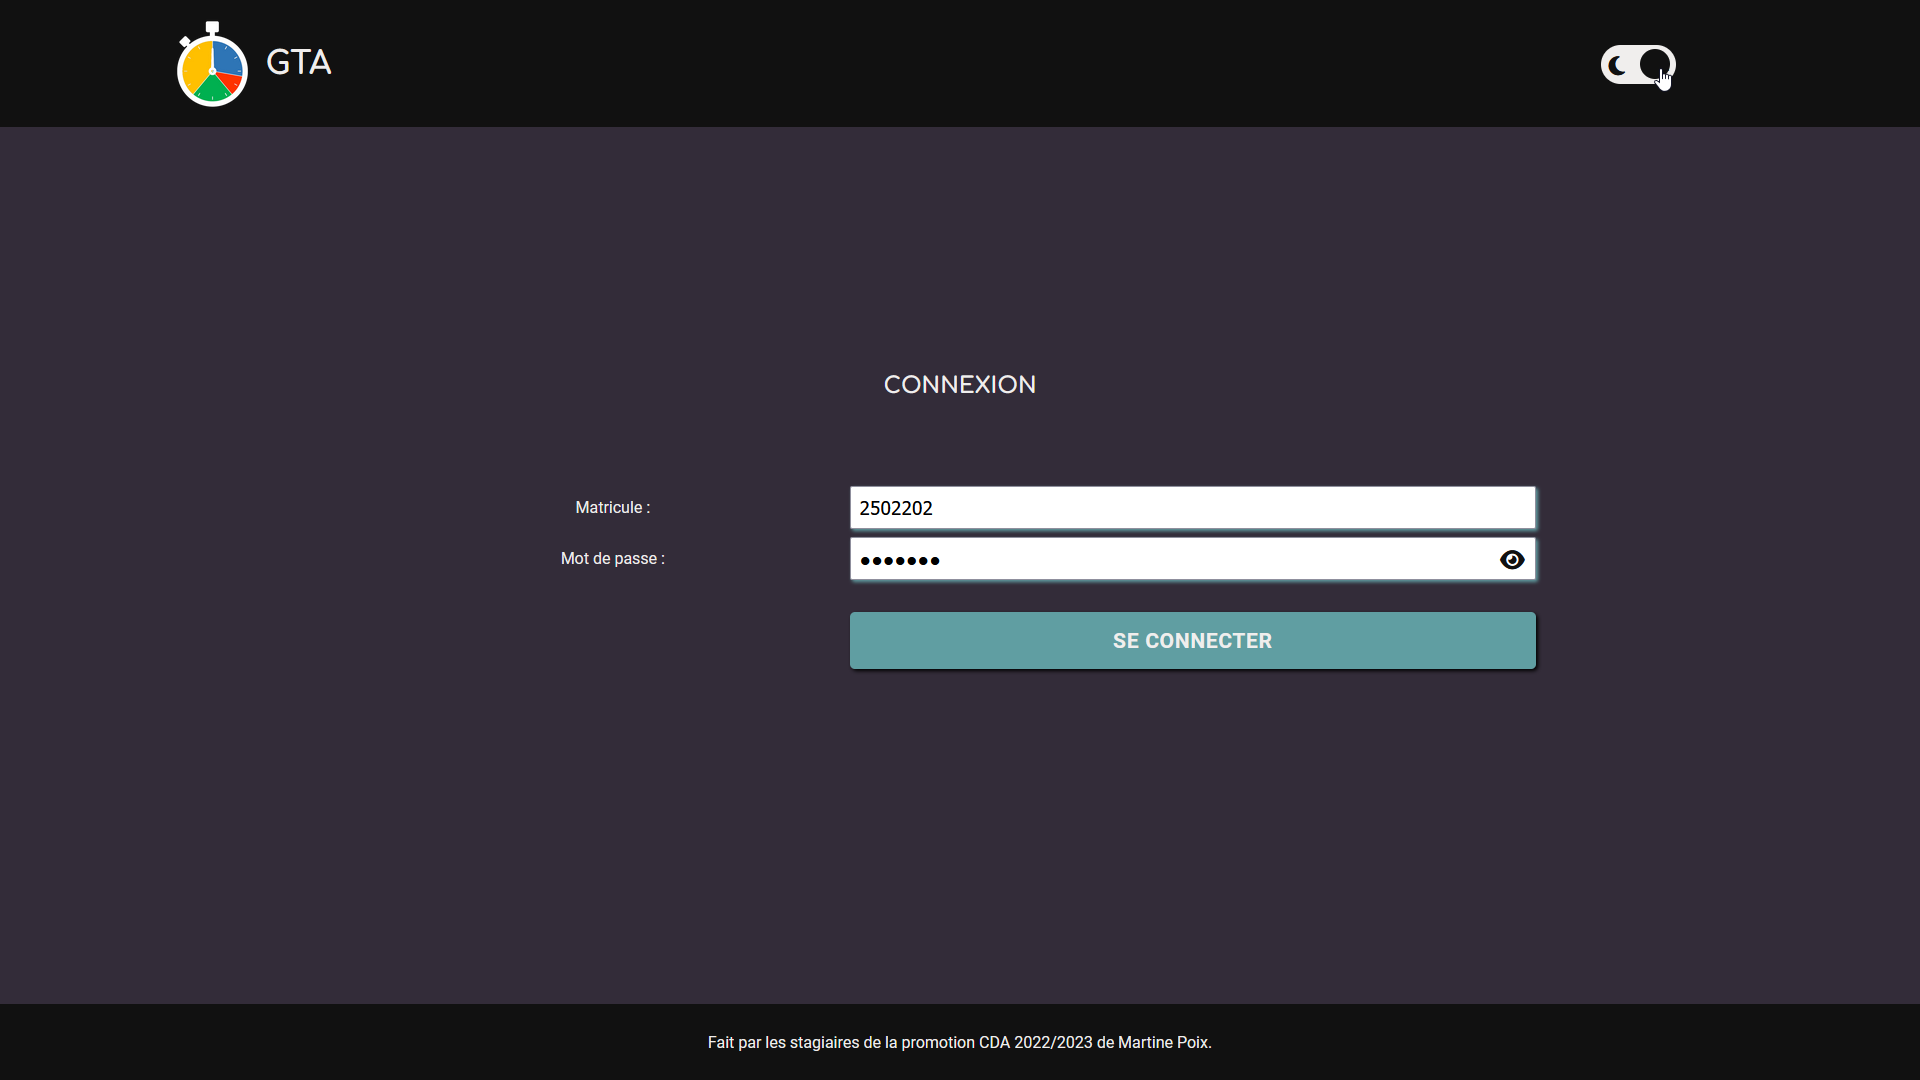 GTA
CONNEXION
Matricule :
2502202
Mot de passe :
•••••••
SE CONNECTER
Fait par les stagiaires de la promotion CDA 2022/2023 de Martine Poix.